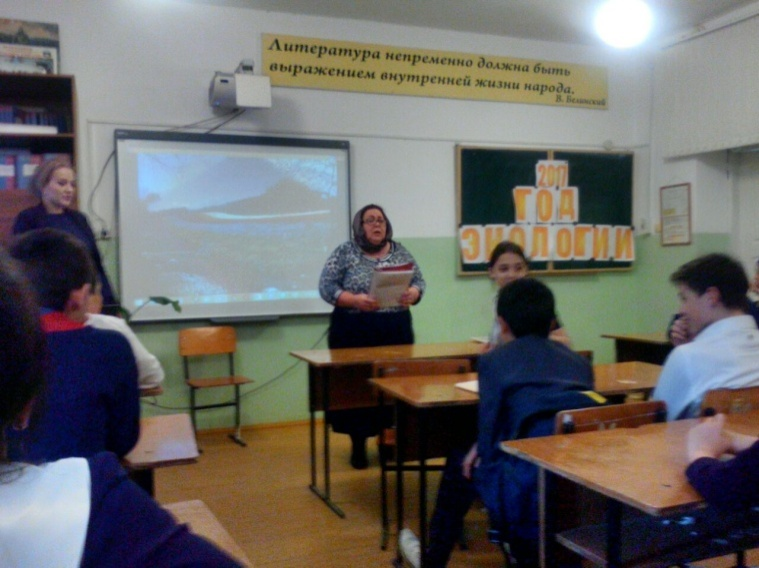 Литература непременно должна быть
выражением внутренней жизни народа.
В. Белинский
2017
ГОД
ЭКОЛОГИИ